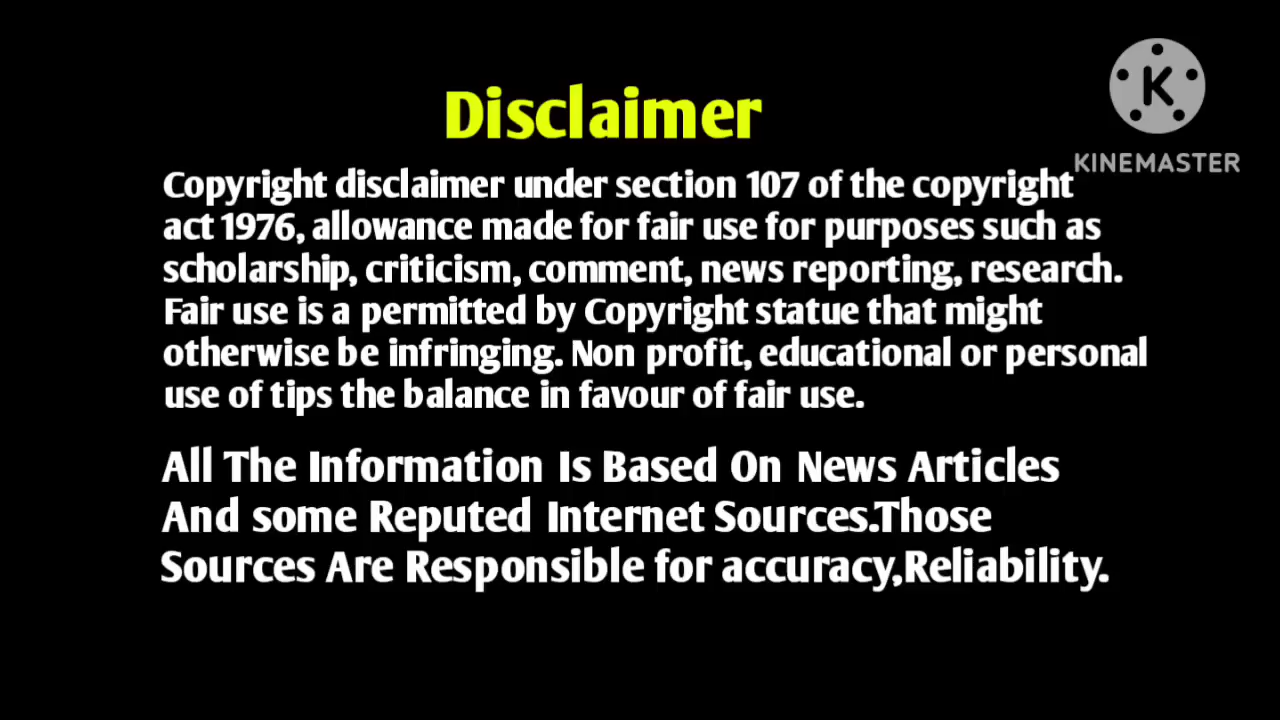 Disclaimer
K
KINEMASTER
Copyright disclaimer under section 107 of the copyright
act 1976, allowance made for fair use for purposes such as
scholarship, criticism, comment, news reporting, research.
Fair use is a permitted by Copyright statue that might
otherwise be infringing. Non profit, educational or personal
use of tips the balance in favour of fair use.
All The Information Is Based On News Articles
And some Reputed Internet Sources.Those
Sources Are Responsible for accuracy,Reliability.